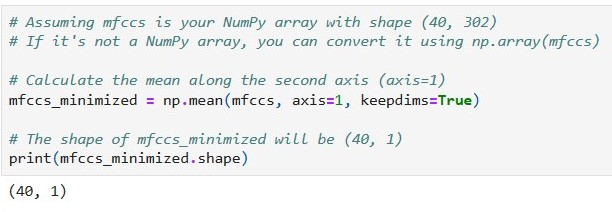 # Assuming mfccs is your NumPy array with shape (40, 302)
# If it's not a NumPy array, you can convert it using np.array(mfccs)
# Calculate the mean along the second axis (axis=1)
mfccs_minimized = np.mean(mfccs, axis=1, keepdims=True)
# The shape of mfccs_minimized will be (40, 1)
print(mfccs_minimized.shape)
(40, 1)